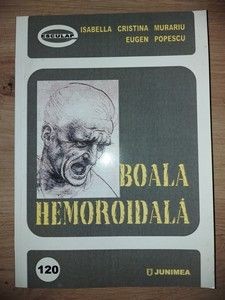 ESCULAP
ISABELLA CRISTINA MURARIU
EUGEN POPESCU
BOALA
HEMOROIDALĂ
120
JUNIMEA